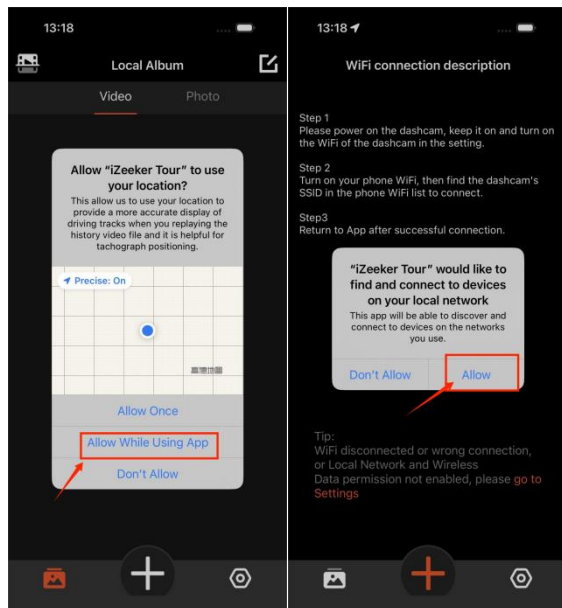 13:18
Local Album
Video
Photo
Allow “iZeeker Tour” to use
your location?
This allow us to use your location to
provide a more accurate display of
driving tracks when you replaying the
history video file and it is helpful for
tachograph positioning.
Precise: On
高德地图
Allow Once
Allow While Using App
Don't Allow
13:18
WiFi connection description
Step 1
Please power on the dashcam, keep it on and turn on
the WiFi of the dashcam in the setting.
Step 2
Turn on your phone WiFi, then find the dashcam's
SSID in the phone WiFi list to connect.
Step3
Return to App after successful connection.
“iZeeker Tour” would like to
find and connect to devices
on your local network
This app will be able to discover and
connect to devices on the networks
you use.
Don't Allow
Allow
Tip:
WiFi disconnected or wrong connection,
or Local Network and Wireless
Data permission not enabled, please go to
Settings